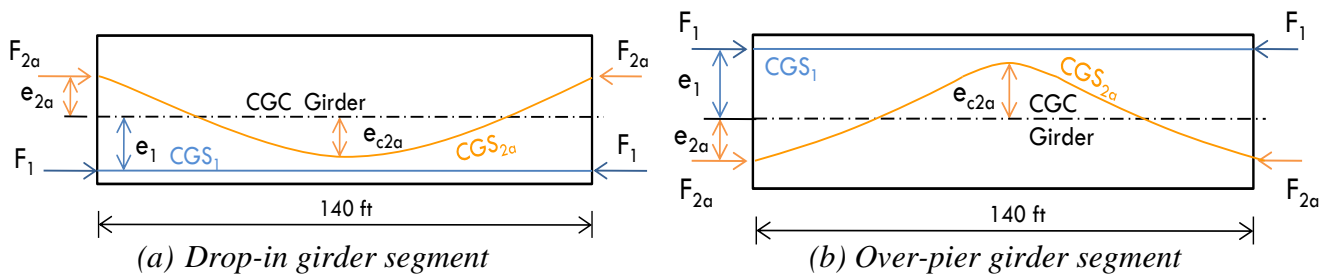 F2a
F2a
e2a
CGC Girder
e1
ec2a
CGS2a
F1
CGS1
F1
140 ft
(a) Drop-in girder segment
F1
F1
CGS1
CGS2a
e1
ec2a
CGC
Girder
e2a
F2a
F2a
140 ft
(b) Over-pier girder segment